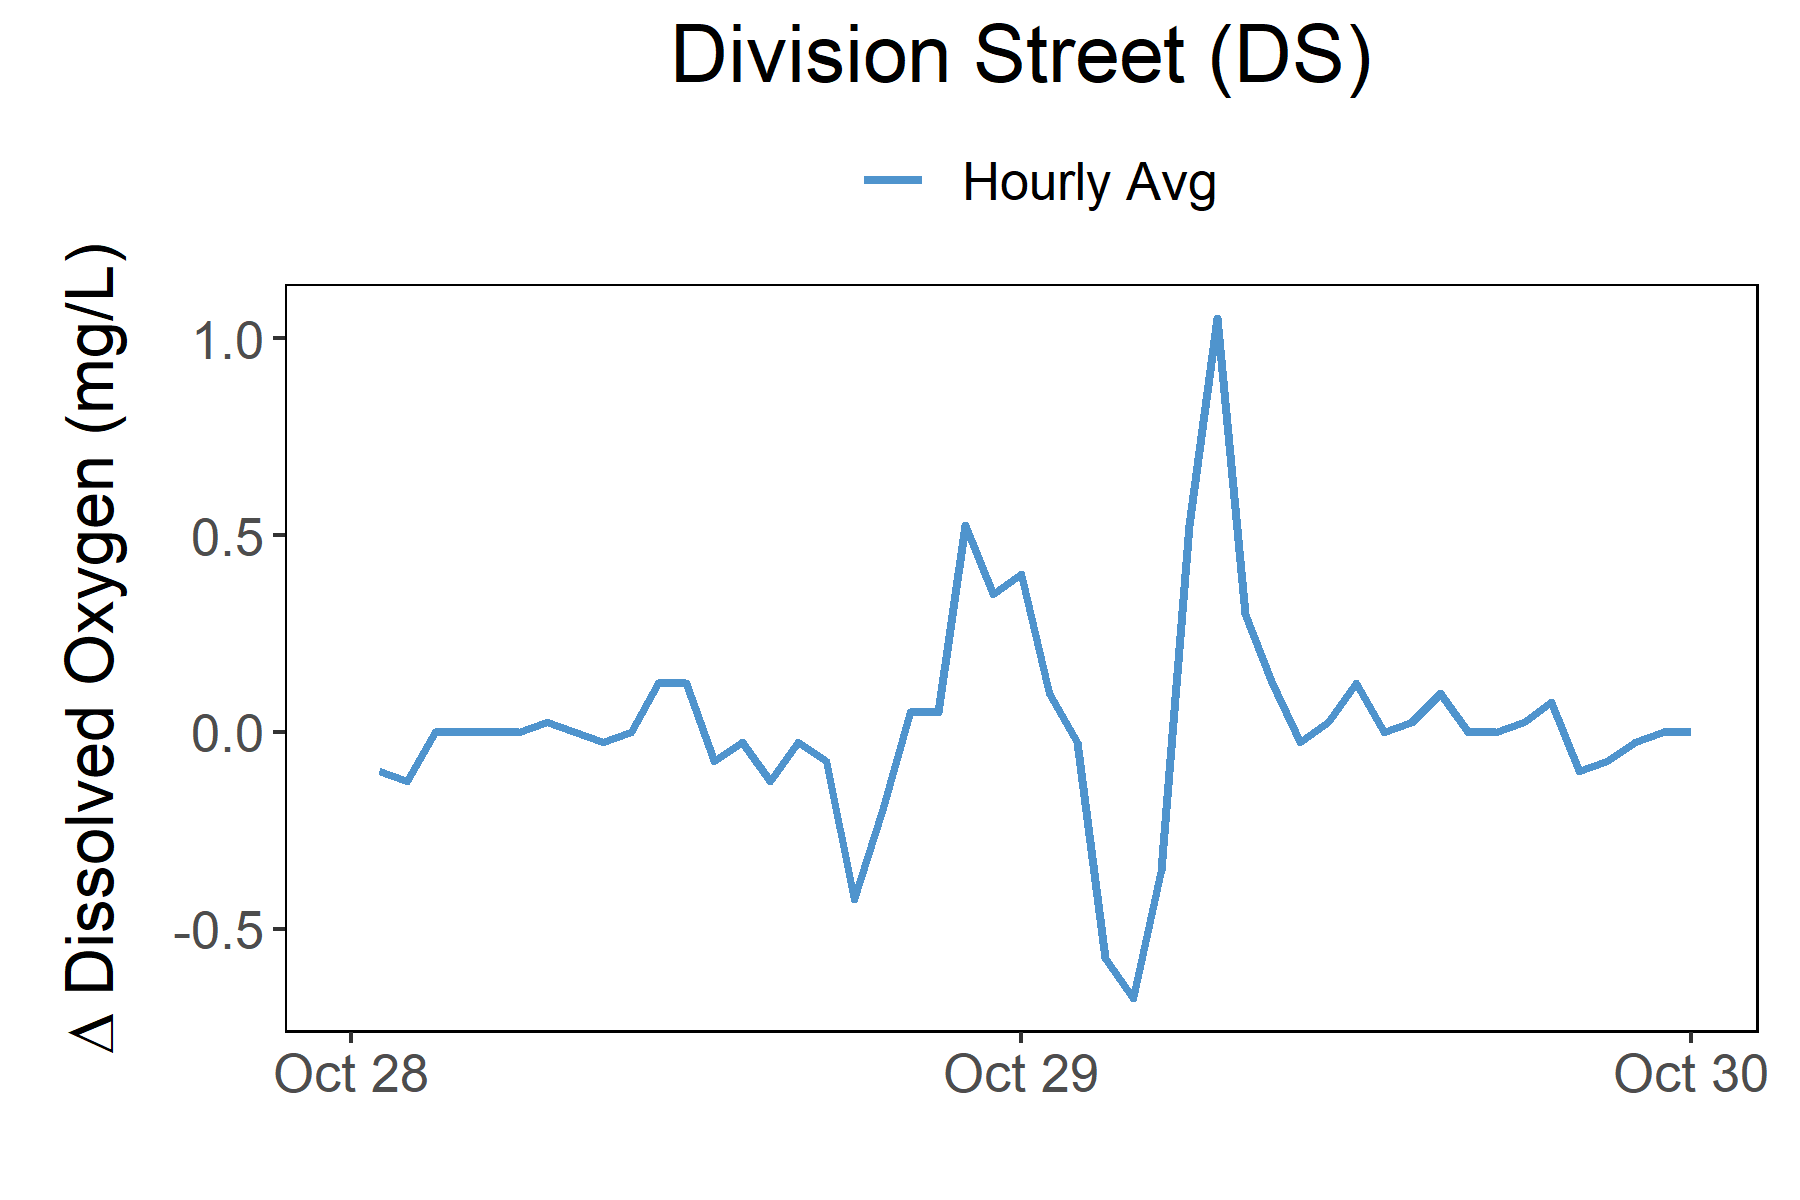 Division Street (DS)
Hourly Avg
Δ Dissolved Oxygen (mg/L)
1.0
0.5
0.0
-0.5
Oct 28
Oct 29
Oct 30